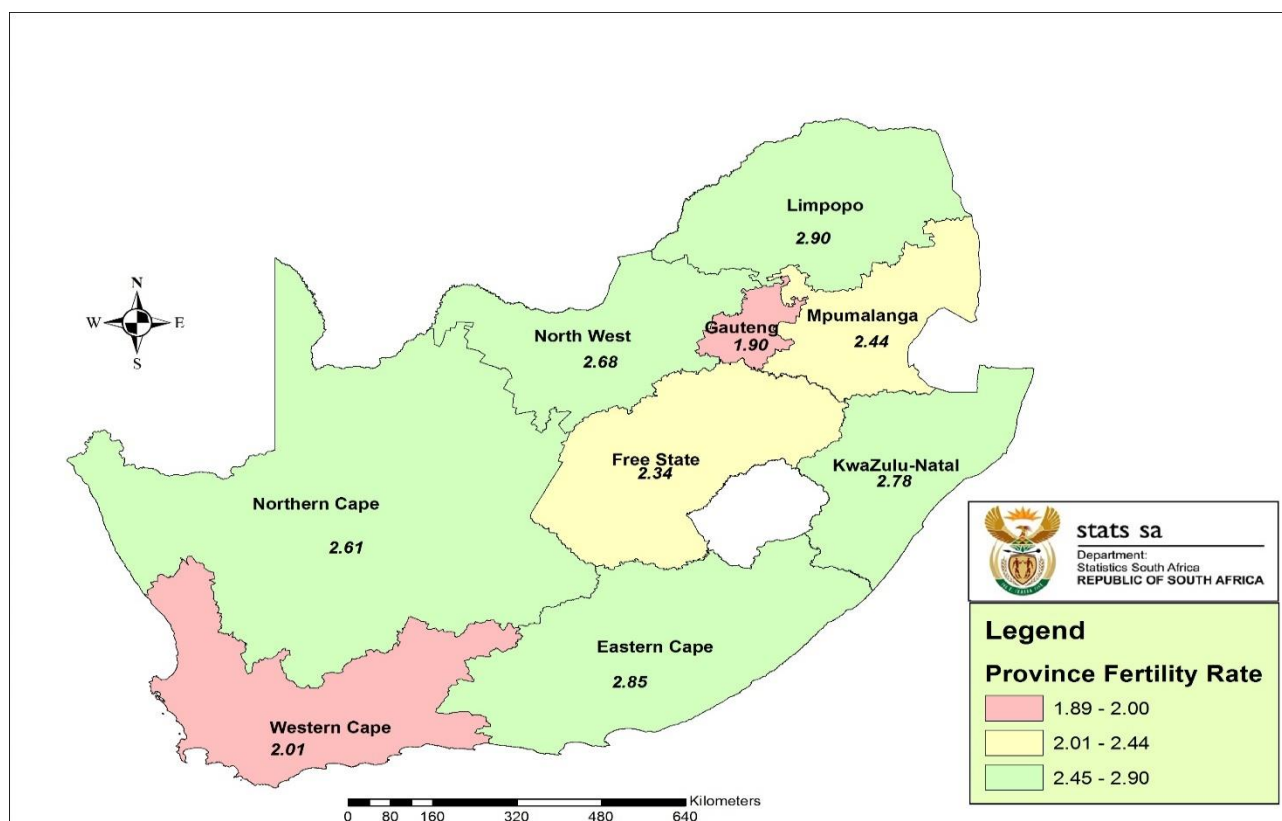 Limpopo
2.90
N
W E
S
North West
2.68
Gauteng
1.90
Mpumalanga
2.44
Free State
2.34
KwaZulu-Natal
2.78
Northern Cape
2.61
Eastern Cape
2.85
Western Cape
2.01
stats sa
Department:
Statistics South Africa
REPUBLIC OF SOUTH AFRICA
Legend
Province Fertility Rate
1.89 - 2.00
2.01 - 2.44
2.45 - 2.90
Kilometers
0 80 160 320 480 640